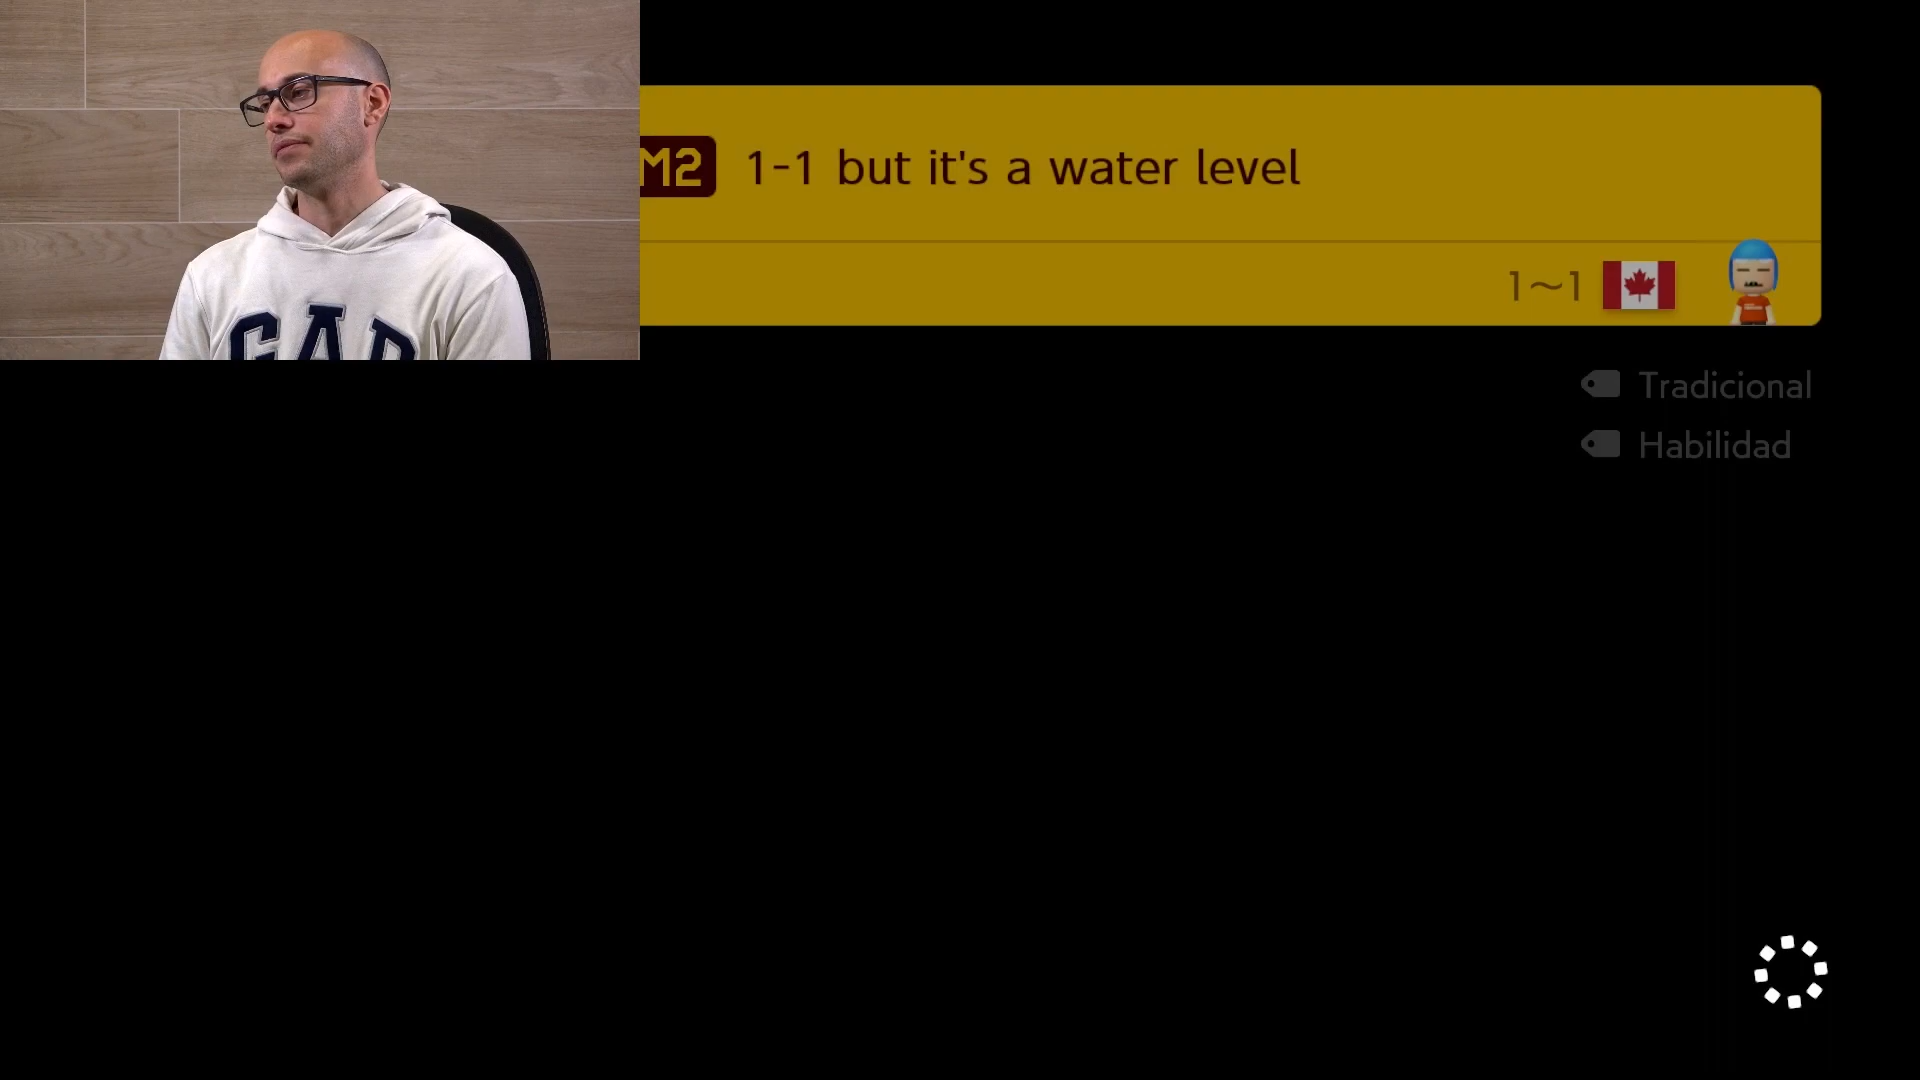 GAP
M2 1-1 but it's a water level
1~1
Tradicional
Habilidad